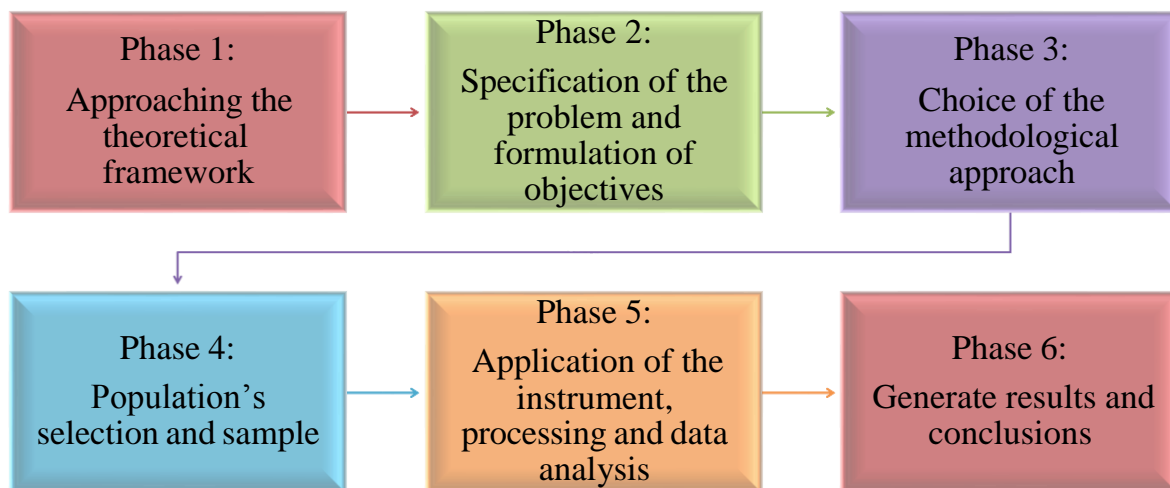 Phase 1:
Approaching the
theoretical
framework
Phase 2:
Specification of the
problem and
formulation of
objectives
Phase 3:
Choice of the
methodological
approach
Phase 4:
Population’s
selection and sample
Phase 5:
Application of the
instrument,
processing and data
analysis
Phase 6:
Generate results and
conclusions